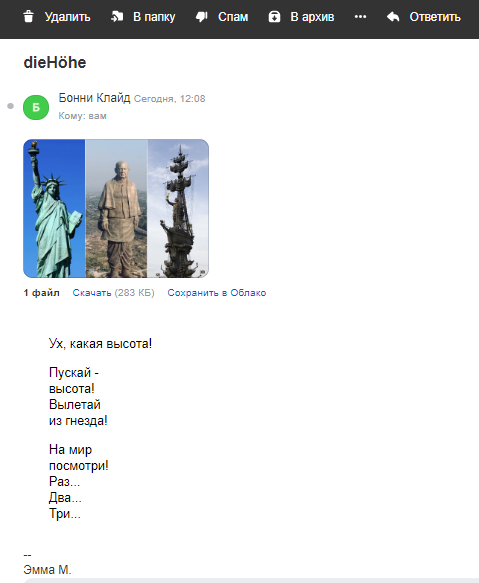 Удалить В папку Спам В архив Ответить
dieHöhe
Б Бонни Клайд Сегодня, 12:08
Кому: вам
1 файл Скачать (283 КБ) Сохранить в Облако
Ух, какая высота!
Пускай -
высота!
Вылетай
из гнезда!
На мир
посмотри!
Раз...
Два...
Три...
--
Эмма М.